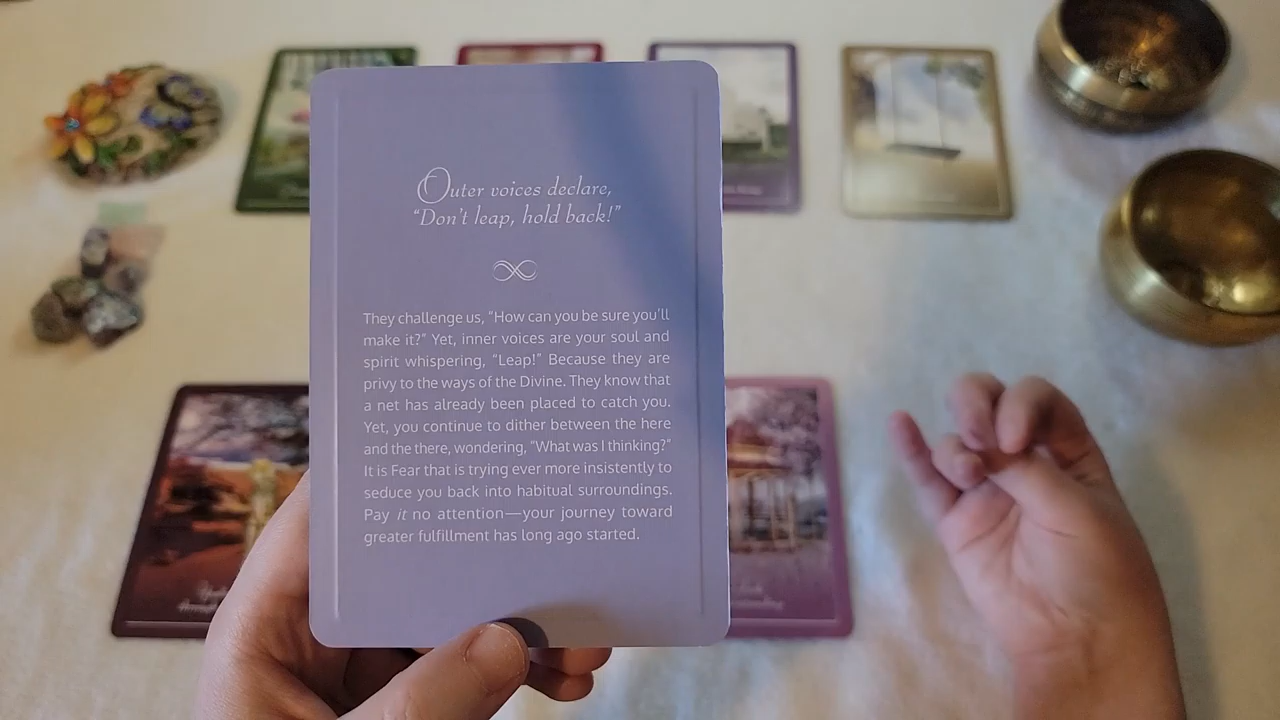 Outer voices declare,
“Don't leap, hold back!”
They challenge us, “How can you be sure you'll
make it?” Yet, inner voices are your soul and
spirit whispering, “Leap!” Because they are
privy to the ways of the Divine. They know that
a net has already been placed to catch you.
Yet, you continue to dither between the here
and the there, wondering, “What was I thinking?”
It is Fear that is trying ever more insistently to
seduce you back into habitual surroundings.
Pay it no attention—your journey toward
greater fulfillment has long ago started.